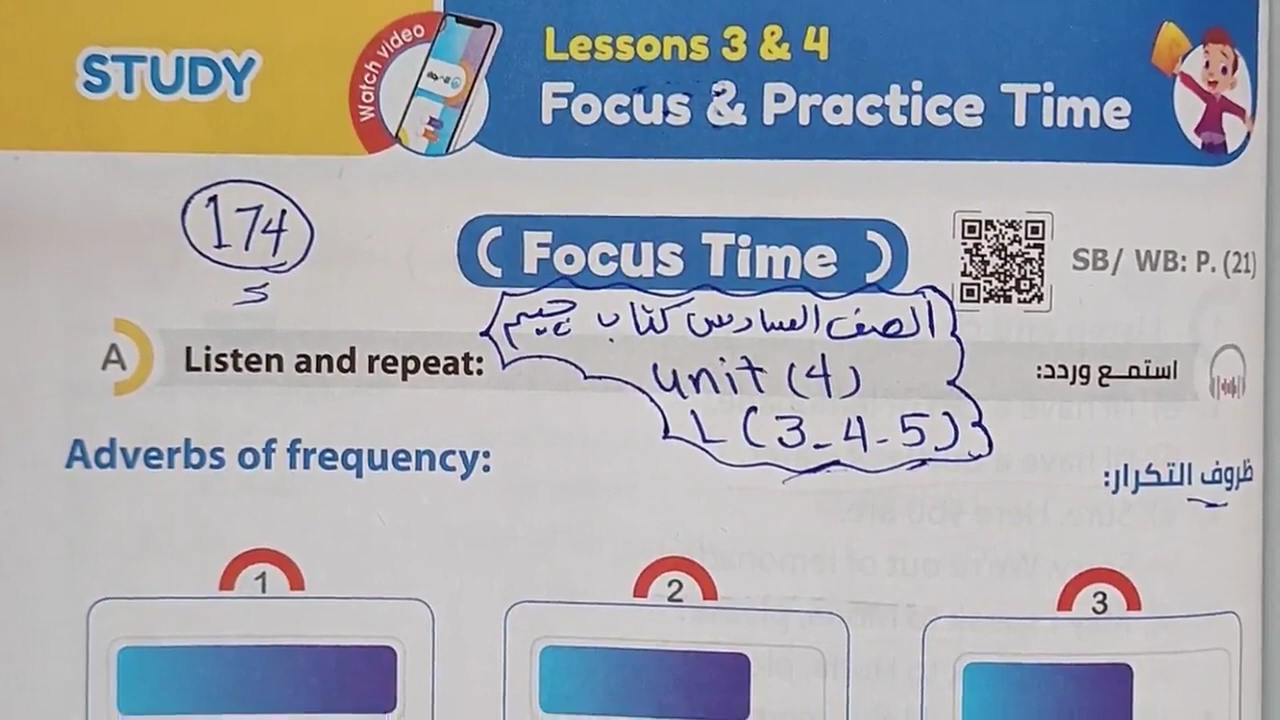 STUDY
Watch video
Lessons 3 & 4
Focus & Practice Time
174
ص
( Focus Time )
SB/ WB: P. (21)
الصف السادس كتاب جيم
unit (4)
L (3-4-5)
A Listen and repeat:
استمع وردد:
Adverbs of frequency:
ظروف التكرار:
1
2
3